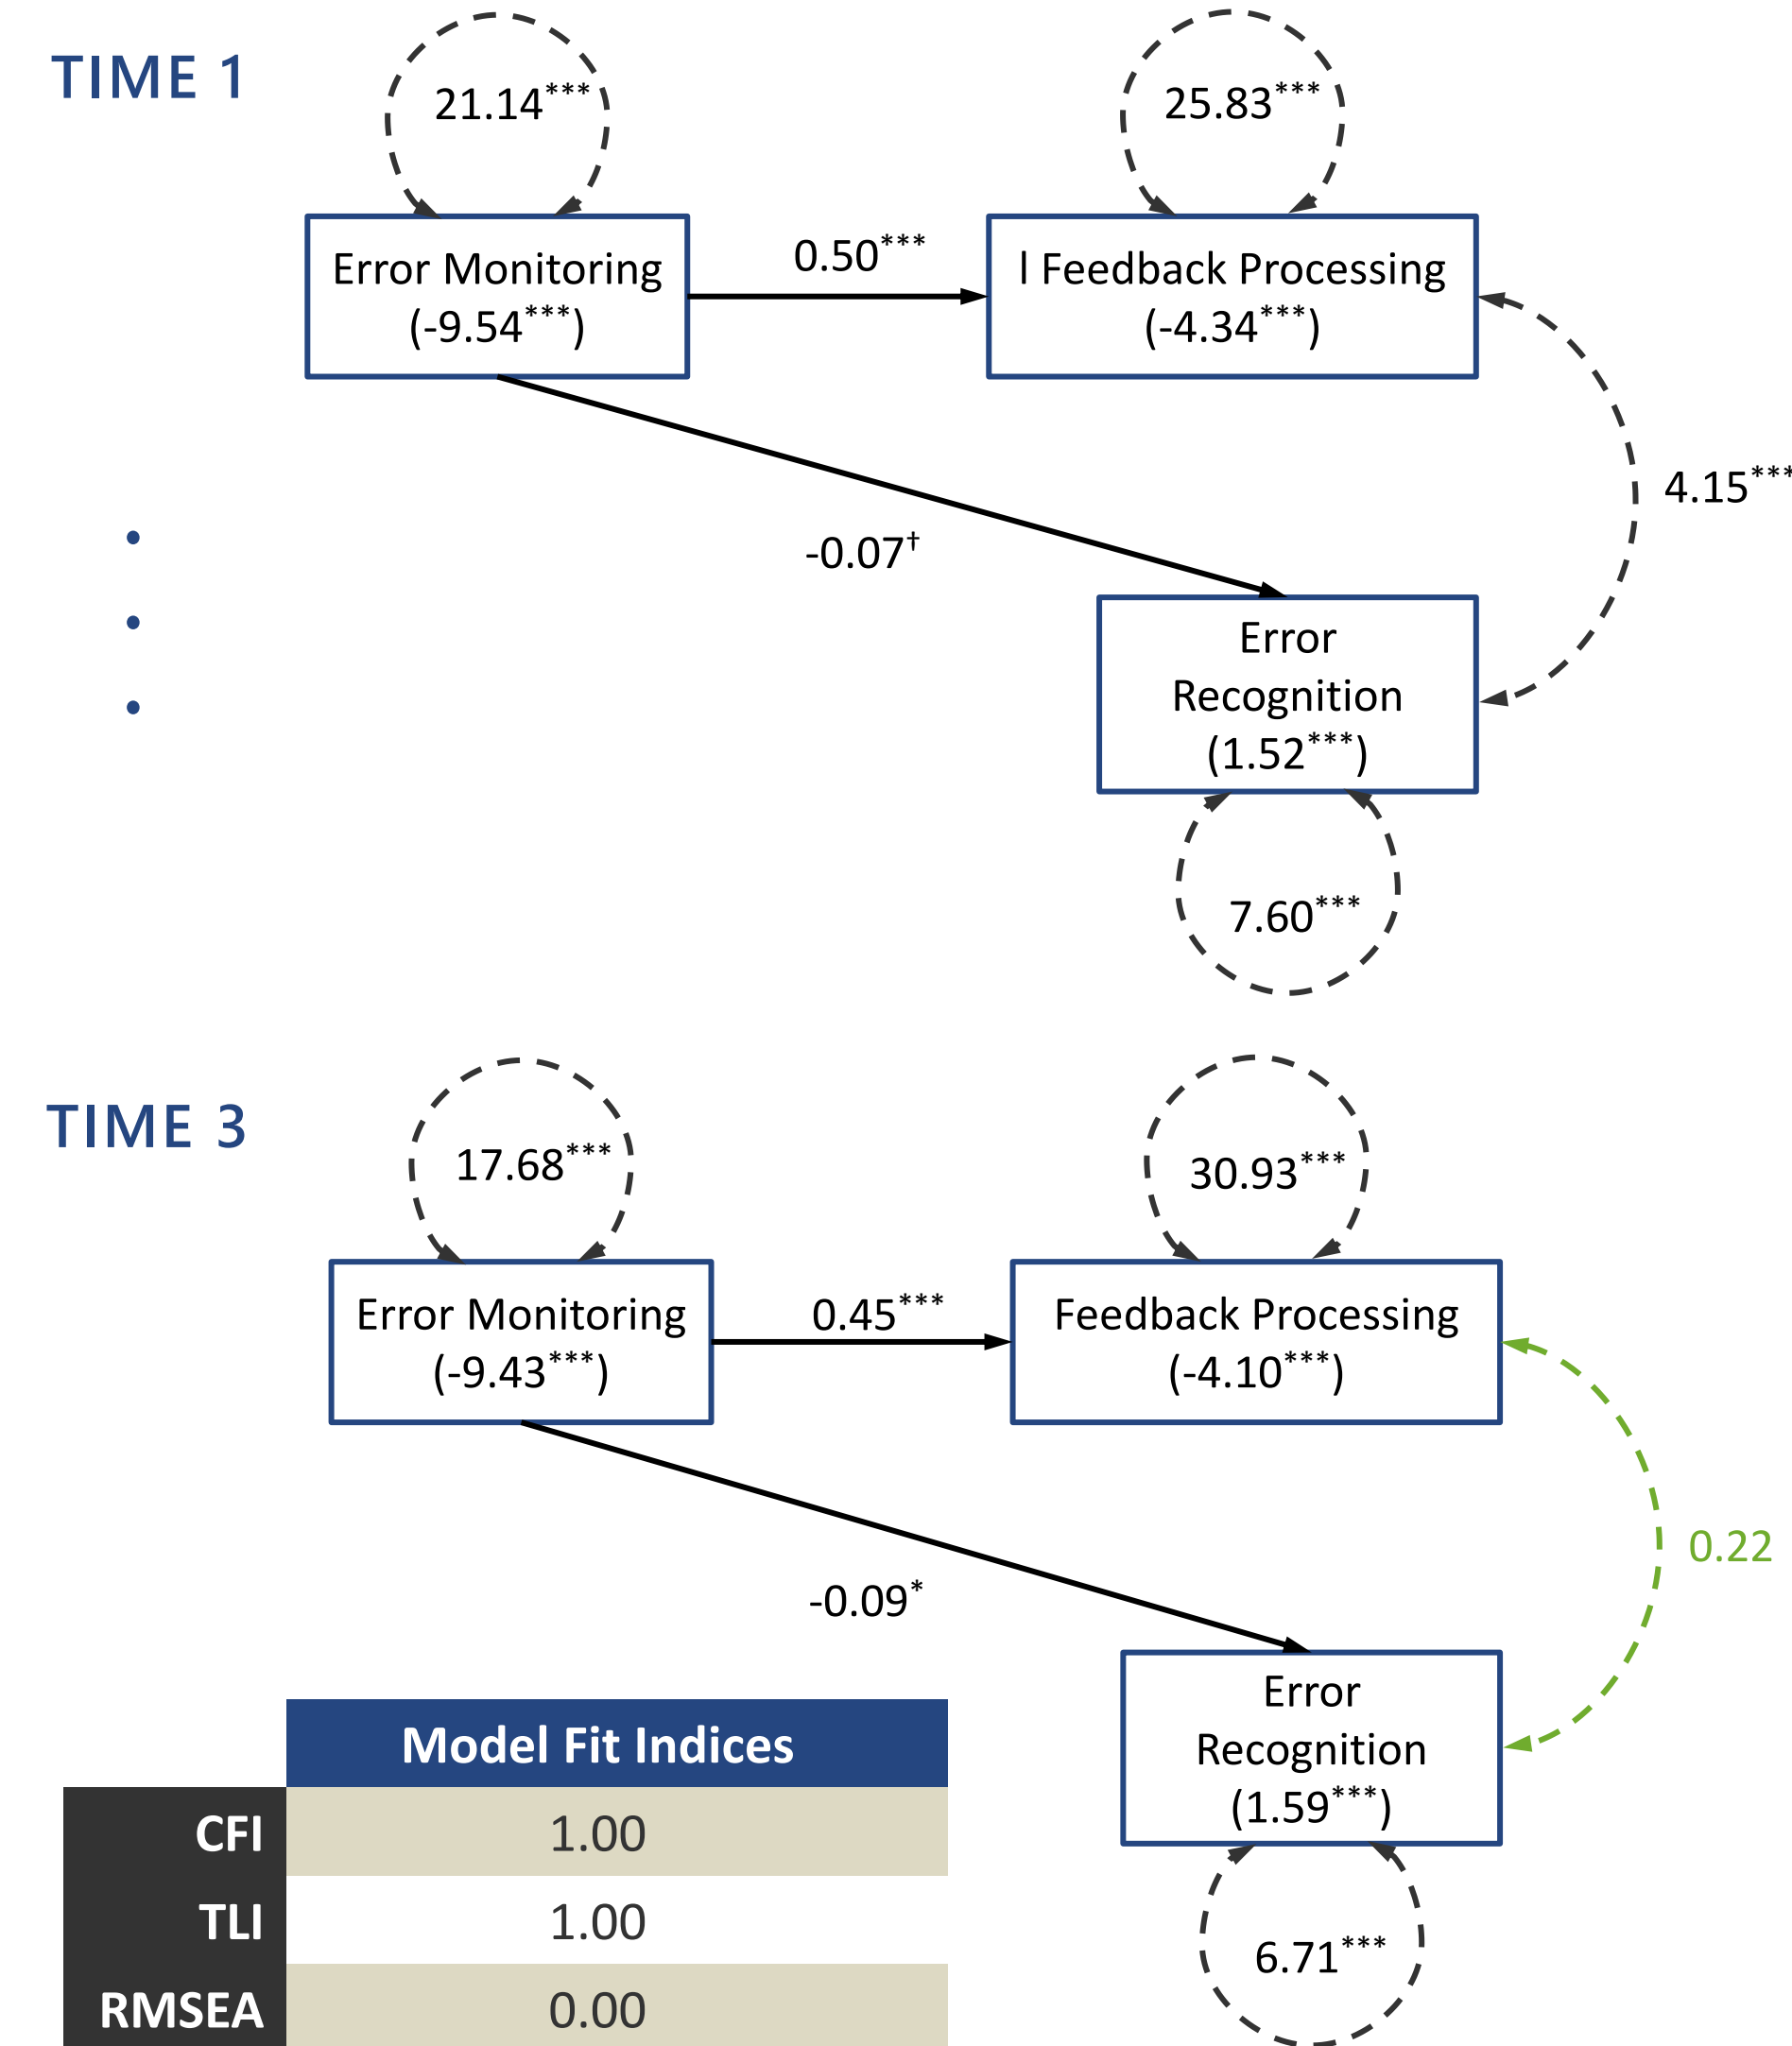 TIME 1
21.14***
25.83***
Error Monitoring
(-9.54***)
0.50***
l Feedback Processing
(-4.34***)
4.15***
-0.07†
Error
Recognition
(1.52***)
7.60***
TIME 3
17.68***
30.93***
Error Monitoring
(-9.43***)
0.45***
Feedback Processing
(-4.10***)
0.22
-0.09*
Error
Recognition
(1.59***)
6.71***
Model Fit Indices
CFI 1.00
TLI 1.00
RMSEA 0.00